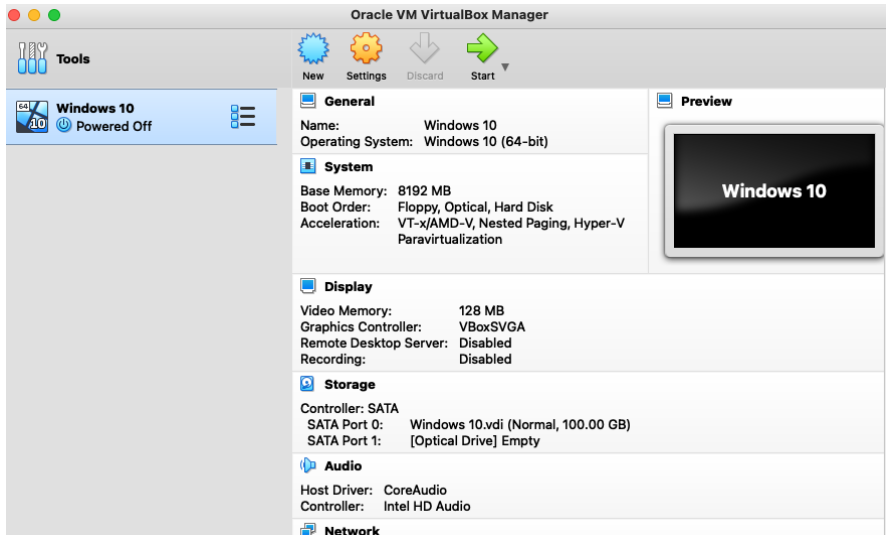 Oracle VM VirtualBox Manager
Tools
New Settings Discard Start
64
10
Windows 10
Powered Off
General
Name: Windows 10
Operating System: Windows 10 (64-bit)
Preview
Windows 10
System
Base Memory: 8192 MB
Boot Order: Floppy, Optical, Hard Disk
Acceleration: VT-x/AMD-V, Nested Paging, Hyper-V
Paravirtualization
Display
Video Memory: 128 MB
Graphics Controller: VBoxSVGA
Remote Desktop Server: Disabled
Recording: Disabled
Storage
Controller: SATA
SATA Port 0: Windows 10.vdi (Normal, 100.00 GB)
SATA Port 1: [Optical Drive] Empty
Audio
Host Driver: CoreAudio
Controller: Intel HD Audio
Network